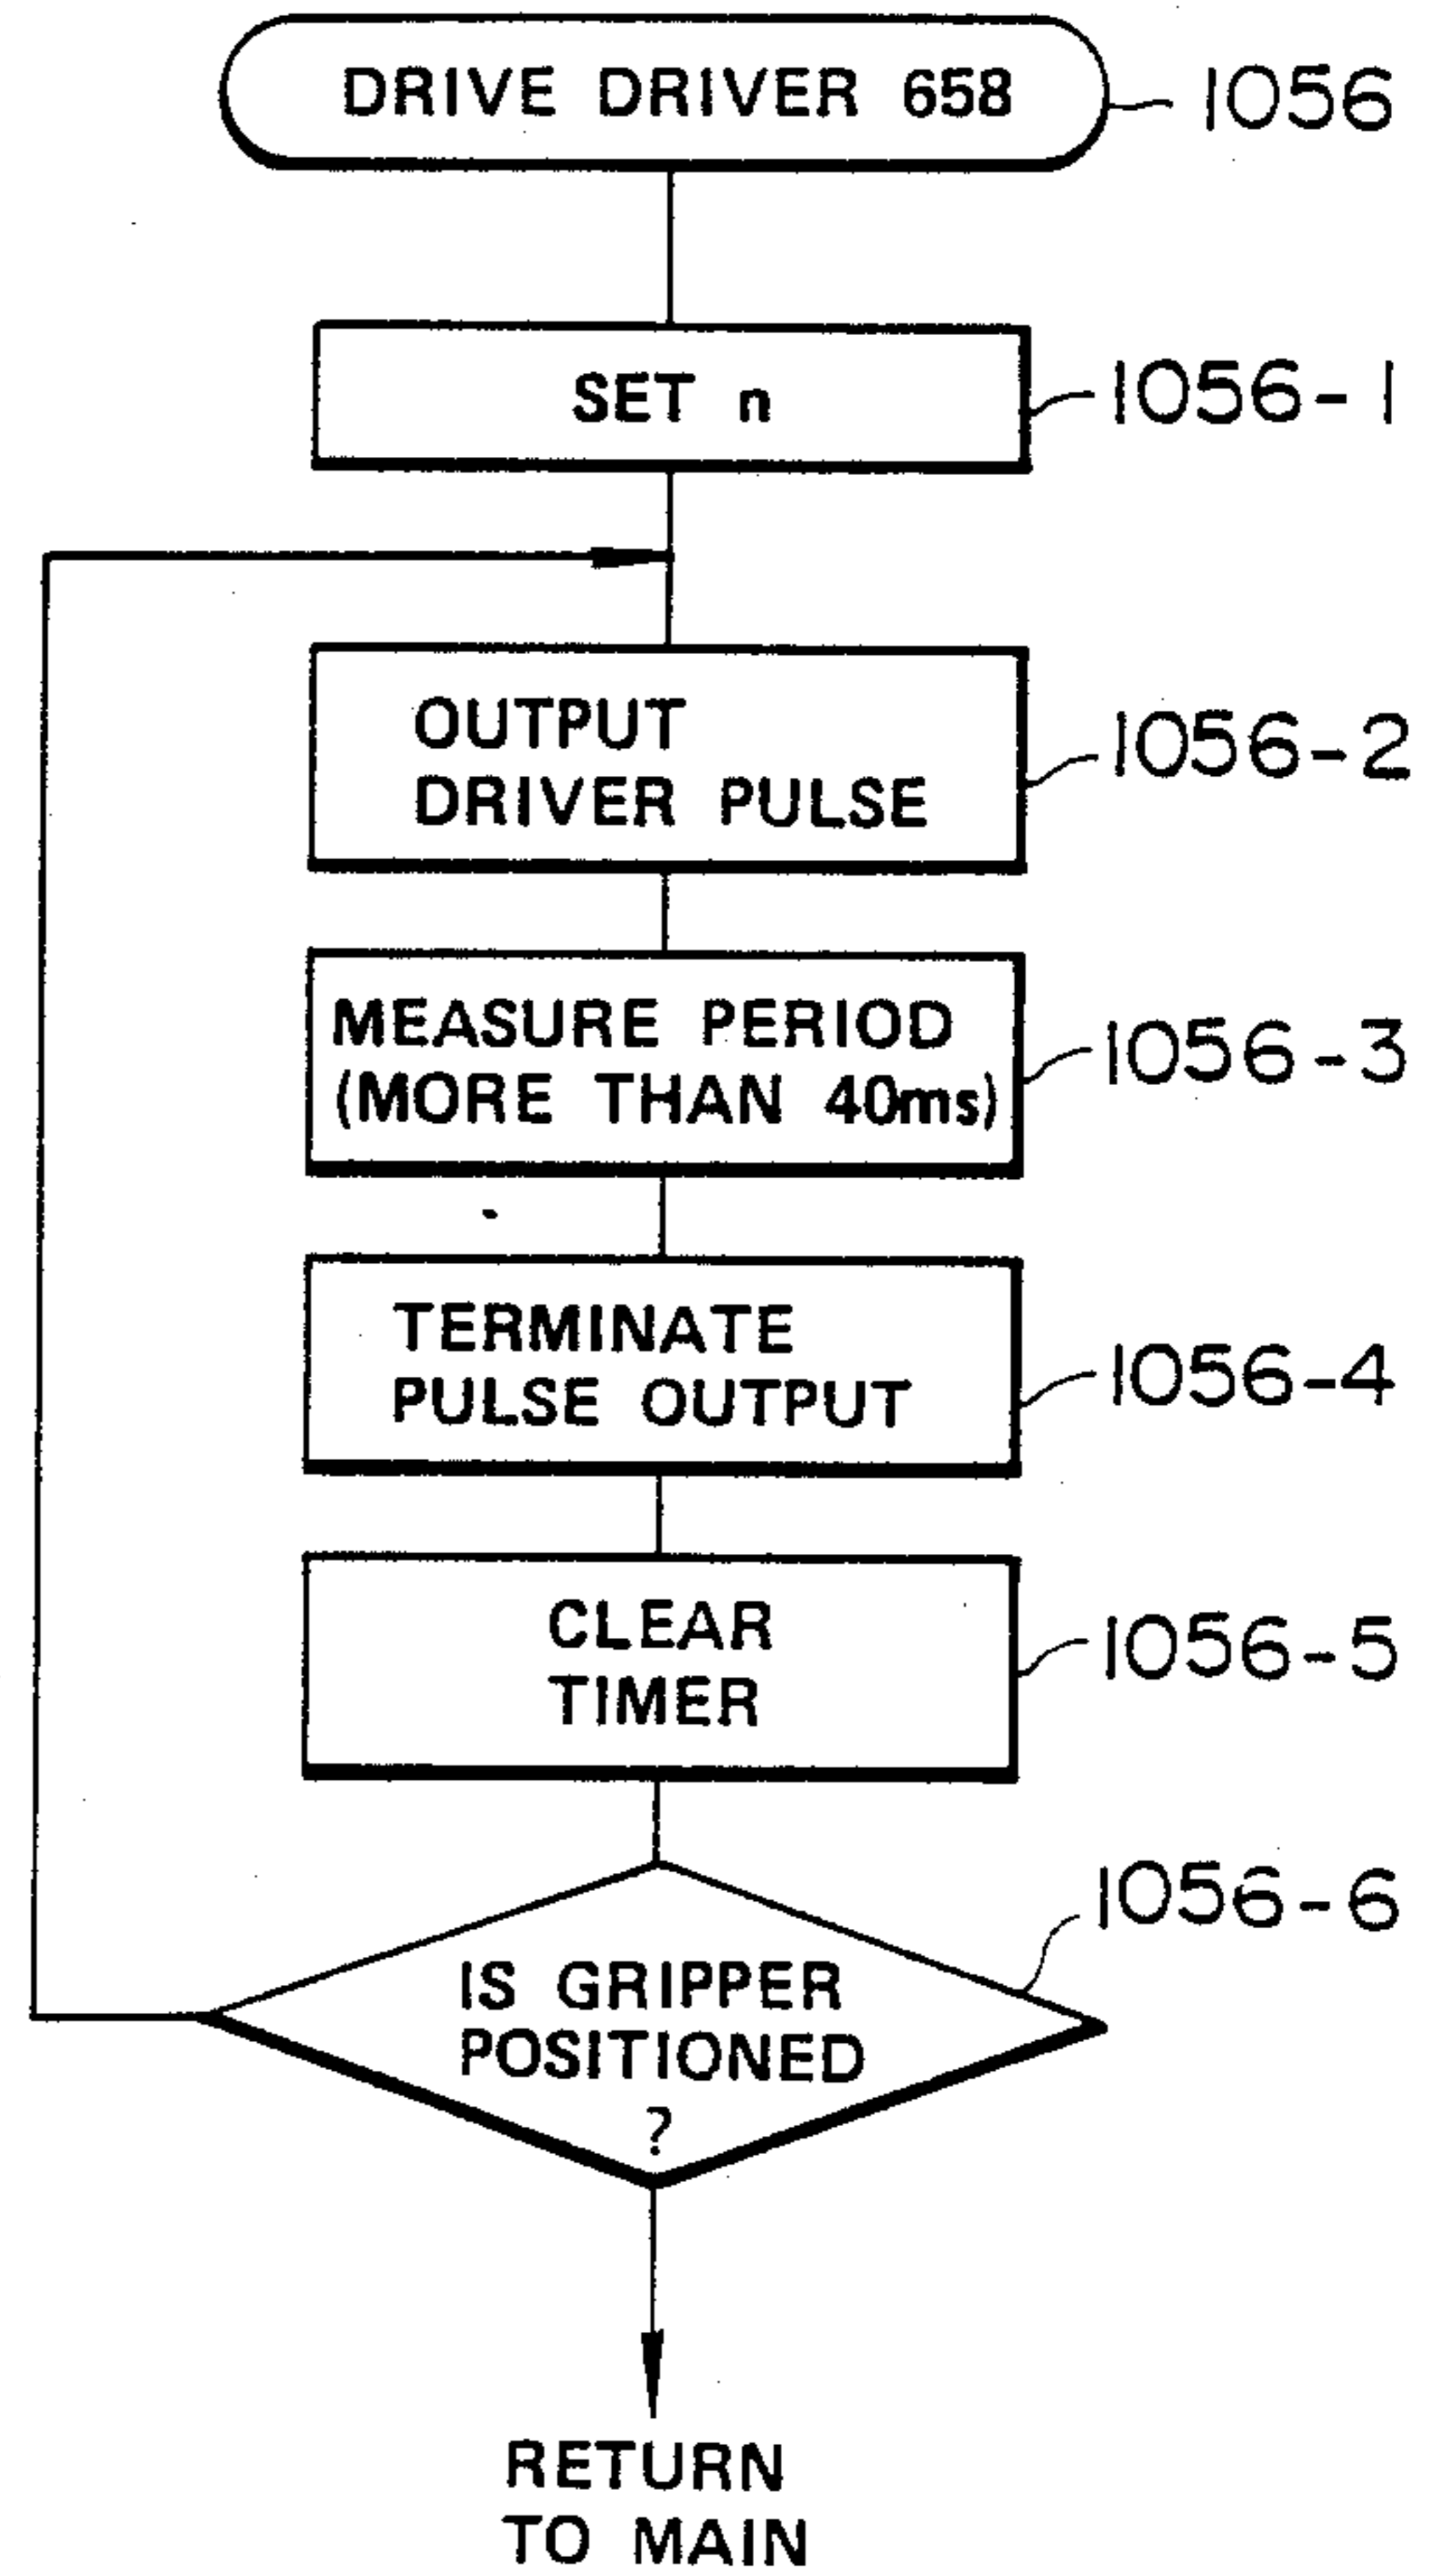 DRIVE DRIVER 658
1056
SET n
1056-1
OUTPUT
DRIVER PULSE
1056-2
MEASURE PERIOD
(MORE THAN 40ms)
1056-3
TERMINATE
PULSE OUTPUT
1056-4
CLEAR
TIMER
1056-5
1056-6
IS GRIPPER
POSITIONED
?
RETURN
TO MAIN